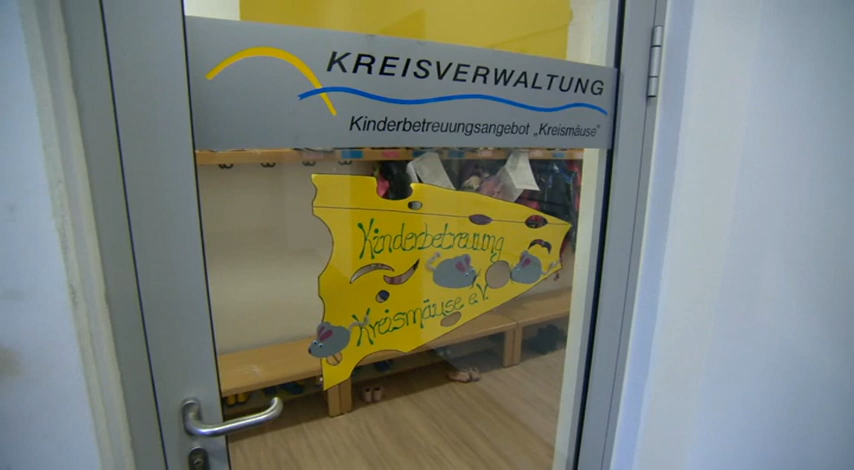 KREISVERWALTUNG
Kinderbetreuungsangebot „Kreismäuse“
Kinderbetreuung
Kreismäuse e.V.